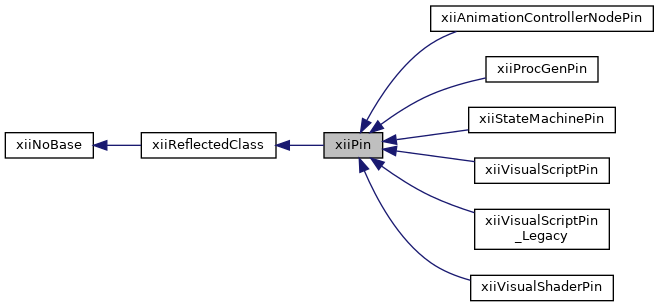 xiiAnimationControllerNodePin
xiiProcGenPin
xiiStateMachinePin
xiiNoBase
xiiReflectedClass
xiiPin
xiiVisualScriptPin
xiiVisualScriptPin
_Legacy
xiiVisualShaderPin